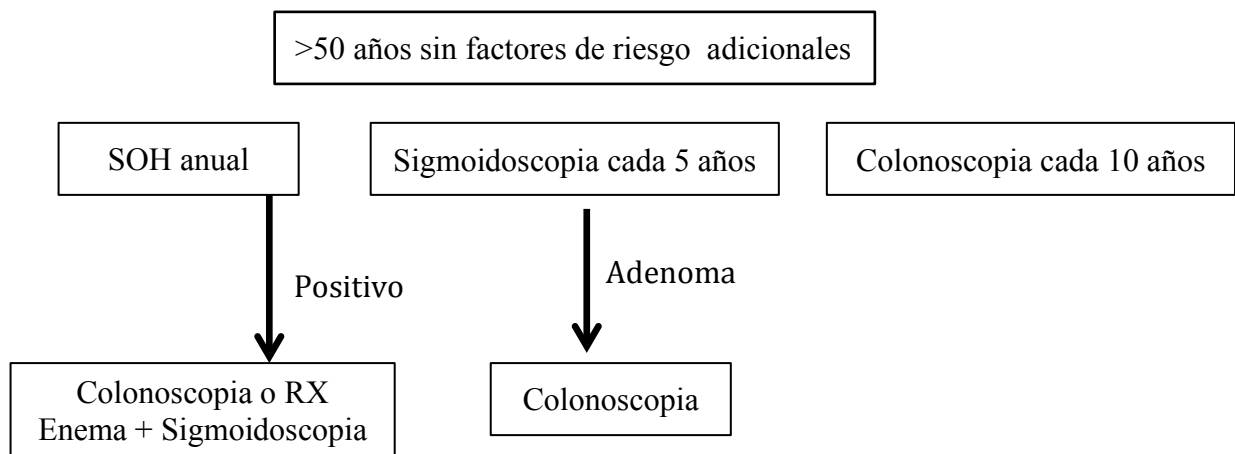 >50 años sin factores de riesgo  adicionales
SOH anual
Sigmoidoscopia cada 5 años
Colonoscopia cada 10 años
Positivo
Adenoma
Colonoscopia o RX
Enema + Sigmoidoscopia
Colonoscopia